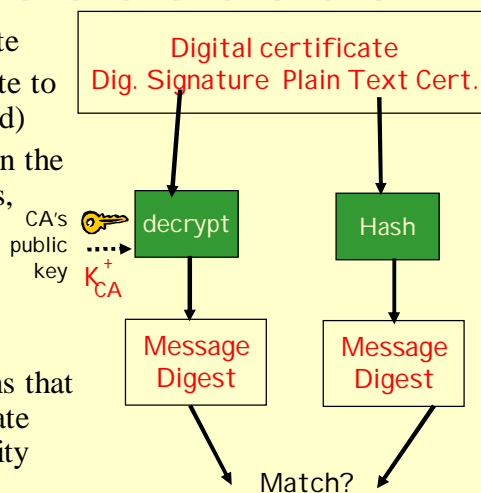 te
te to
d)
n the
s,
ns that
ate
ity
Digital certificate
Dig. Signature Plain Text Cert.
CA's
public
key
K+CA
decrypt
Hash
Message
Digest
Message
Digest
Match?